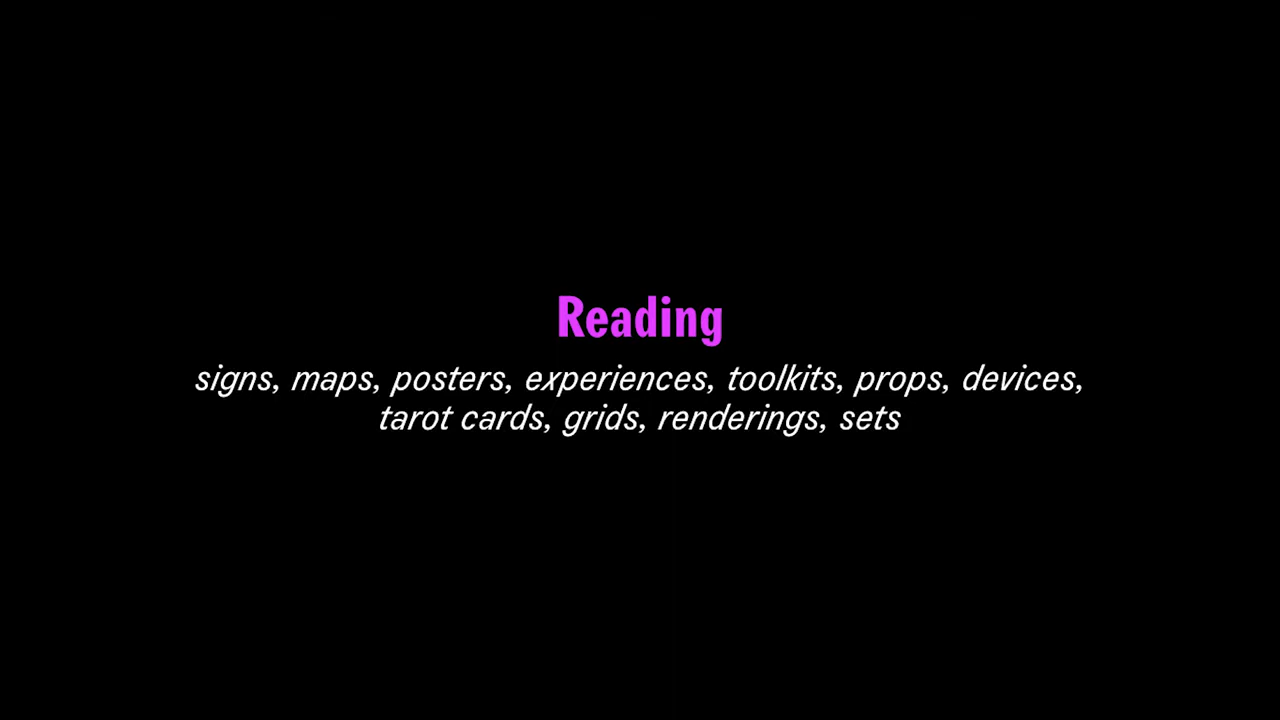 Reading
signs, maps, posters, experiences, toolkits, props, devices,
tarot cards, grids, renderings, sets